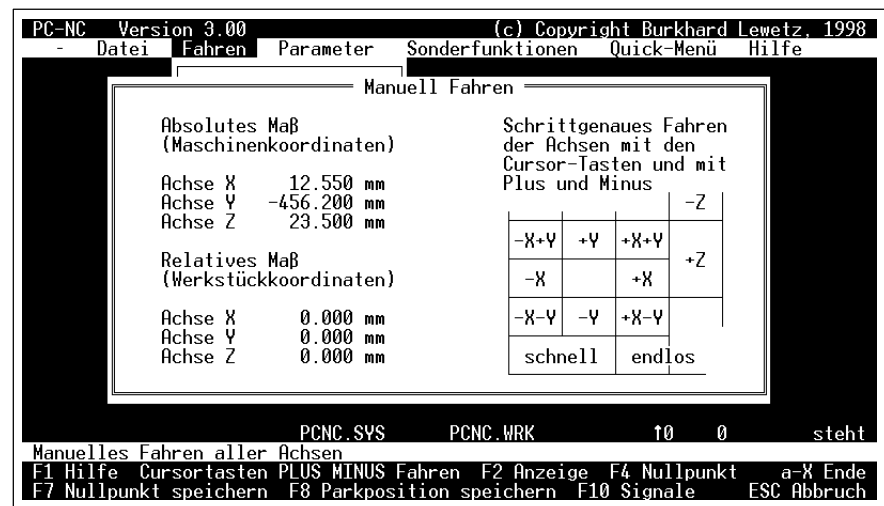 PC-NC Version 3.00 (c) Copyright Burkhard Lewetz, 1998
- Datei Fahren Parameter Sonderfunktionen Quick-Menü Hilfe
Manuell Fahren
Absolutes Maß
(Maschinenkoordinaten)
Achse X 12.550 mm
Achse Y -456.200 mm
Achse Z 23.500 mm
Relatives Maß
(Werkstückkoordinaten)
Achse X 0.000 mm
Achse Y 0.000 mm
Achse Z 0.000 mm
Schrittgenaues Fahren
der Achsen mit den
Cursor-Tasten und mit
Plus und Minus
-Z
-X+Y +Y +X+Y
+Z
-X +X
-X-Y -Y +X-Y
schnell endlos
PCNC.SYS PCNC.WRK ↑0 0 steht
Manuelles Fahren aller Achsen
F1 Hilfe Cursortasten PLUS MINUS Fahren F2 Anzeige F4 Nullpunkt a-X Ende
F7 Nullpunkt speichern F8 Parkposition speichern F10 Signale ESC Abbruch